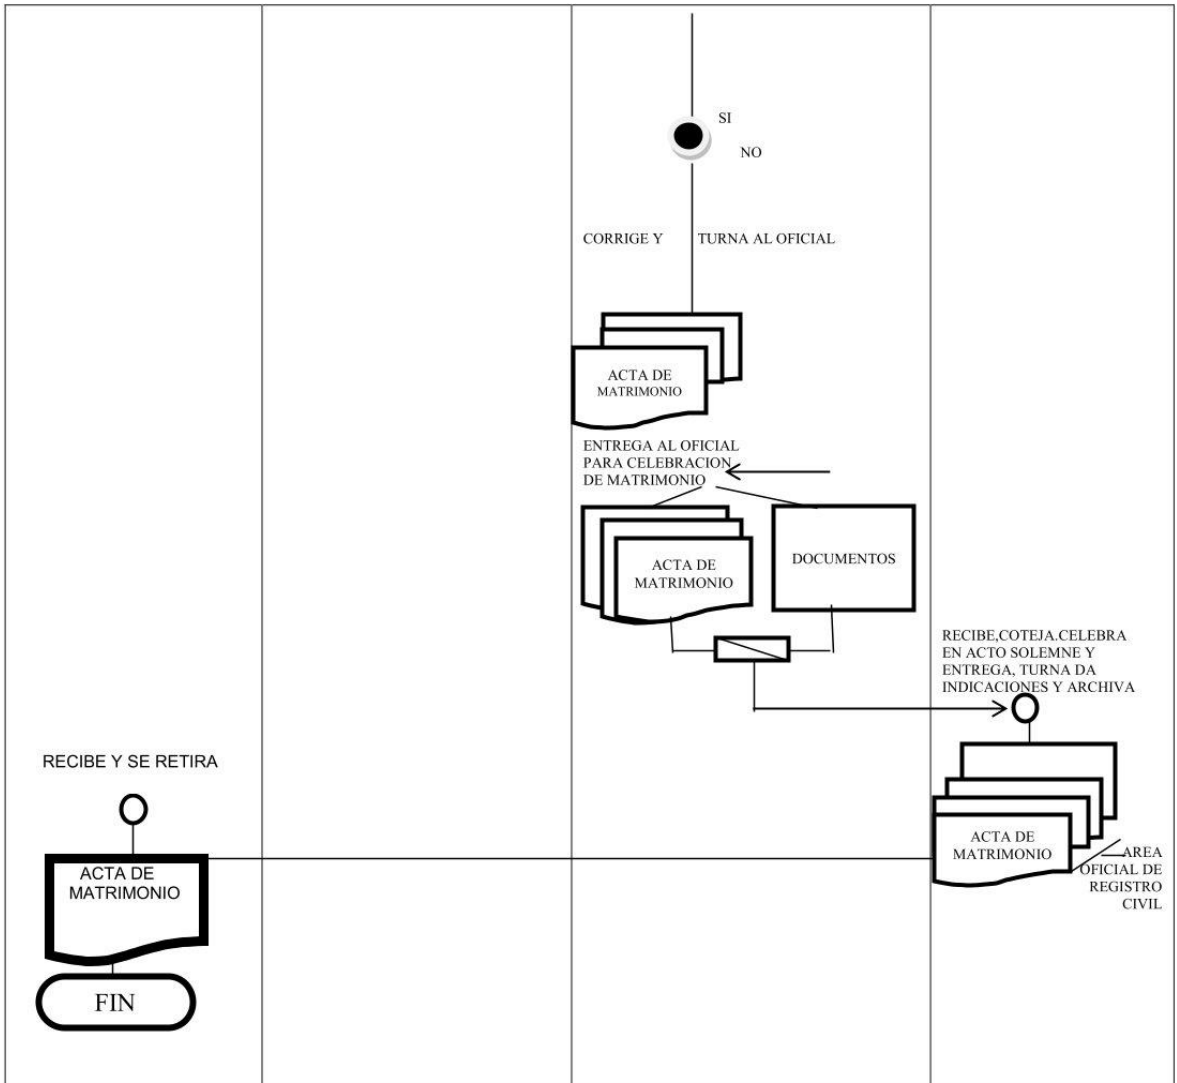 SI
NO
CORRIGE Y
TURNA AL OFICIAL
ACTA DE
MATRIMONIO
ENTREGA AL OFICIAL
PARA CELEBRACION
DE MATRIMONIO
ACTA DE
MATRIMONIO
DOCUMENTOS
RECIBE,COTEJA.CELEBRA
EN ACTO SOLEMNE Y
ENTREGA, TURNA DA
INDICACIONES Y ARCHIVA
RECIBE Y SE RETIRA
ACTA DE
MATRIMONIO
AREA
OFICIAL DE
REGISTRO
CIVIL
ACTA DE
MATRIMONIO
FIN